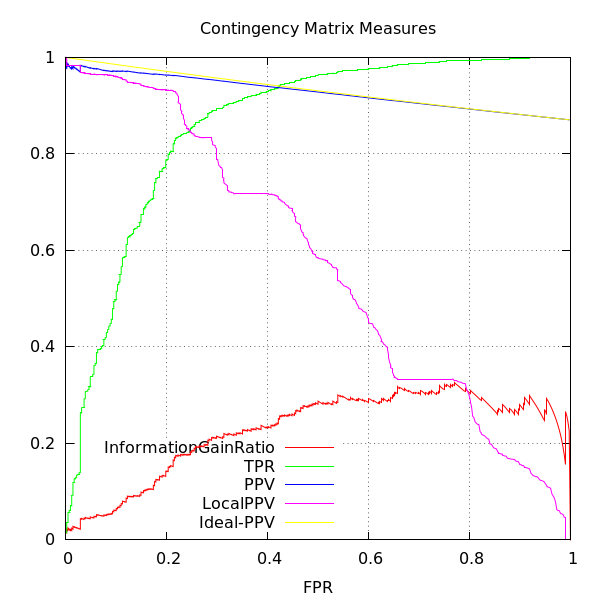 Contingency Matrix Measures
1
0.8
0.6
0.4
0.2
0
InformationGainRatio
TPR
PPV
LocalPPV
Ideal-PPV
0 0.2 0.4 0.6 0.8 1
FPR